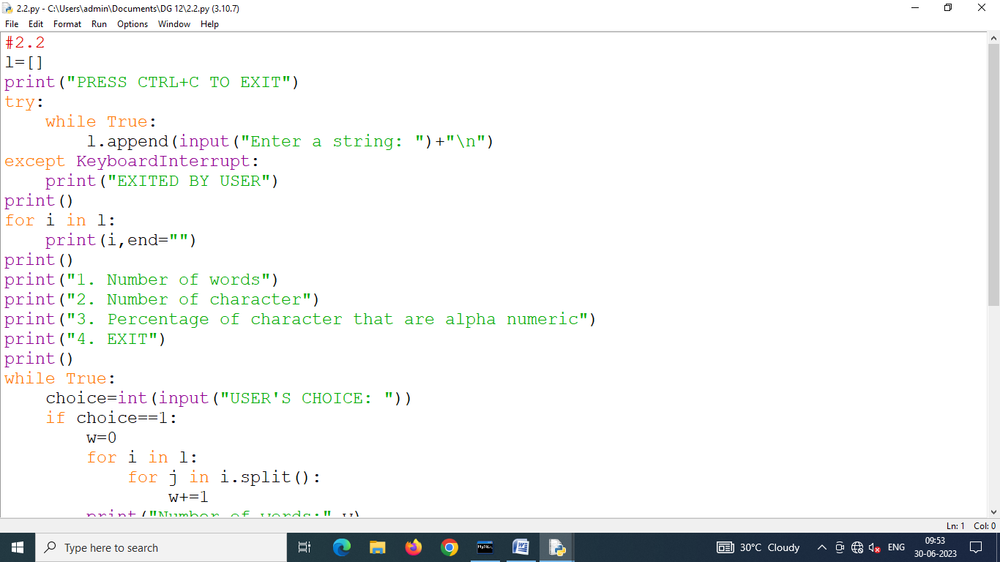 2.2.py - C:\Users\admin\Documents\DG 12\2.2.py (3.10.7)
File Edit Format Run Options Window Help
#2.2
l=[]
print("PRESS CTRL+C TO EXIT")
try:
    while True:
        l.append(input("Enter a string: ")+"\n")
except KeyboardInterrupt:
    print("EXITED BY USER")
print()
for i in l:
    print(i,end="")
print()
print("1. Number of words")
print("2. Number of character")
print("3. Percentage of character that are alpha numeric")
print("4. EXIT")
print()
while True:
    choice=int(input("USER'S CHOICE: "))
    if choice==1:
        w=0
        for i in l:
            for j in i.split():
                w+=1
        print("Number of words:",w)
Ln: 1 Col: 0
Type here to search
MySQL
30°C Cloudy
ENG
09:53
30-06-2023